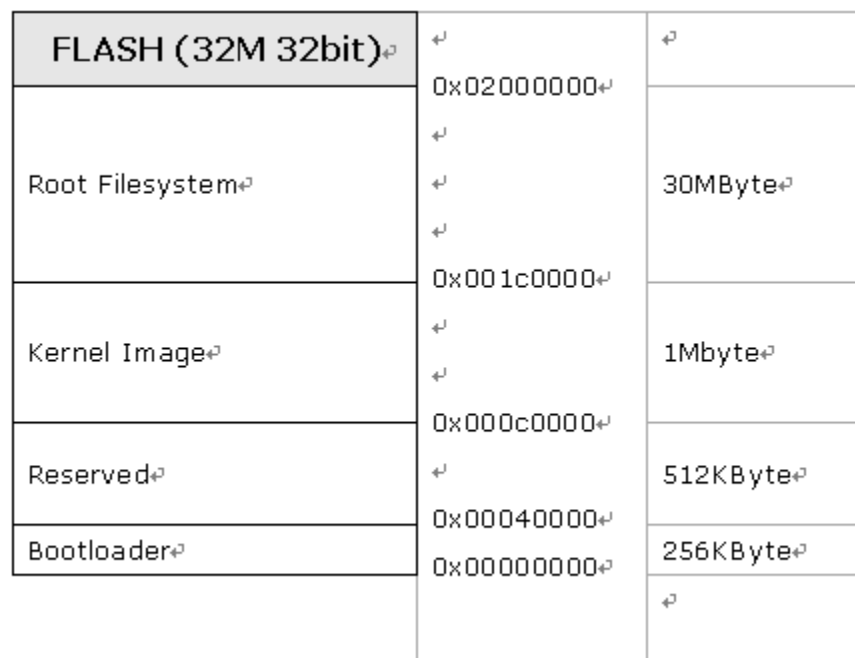 FLASH (32M 32bit)
0x02000000
Root Filesystem
30MByte
0x001c0000
Kernel Image
1Mbyte
0x000c0000
Reserved
512KByte
0x00040000
Bootloader
256KByte
0x00000000